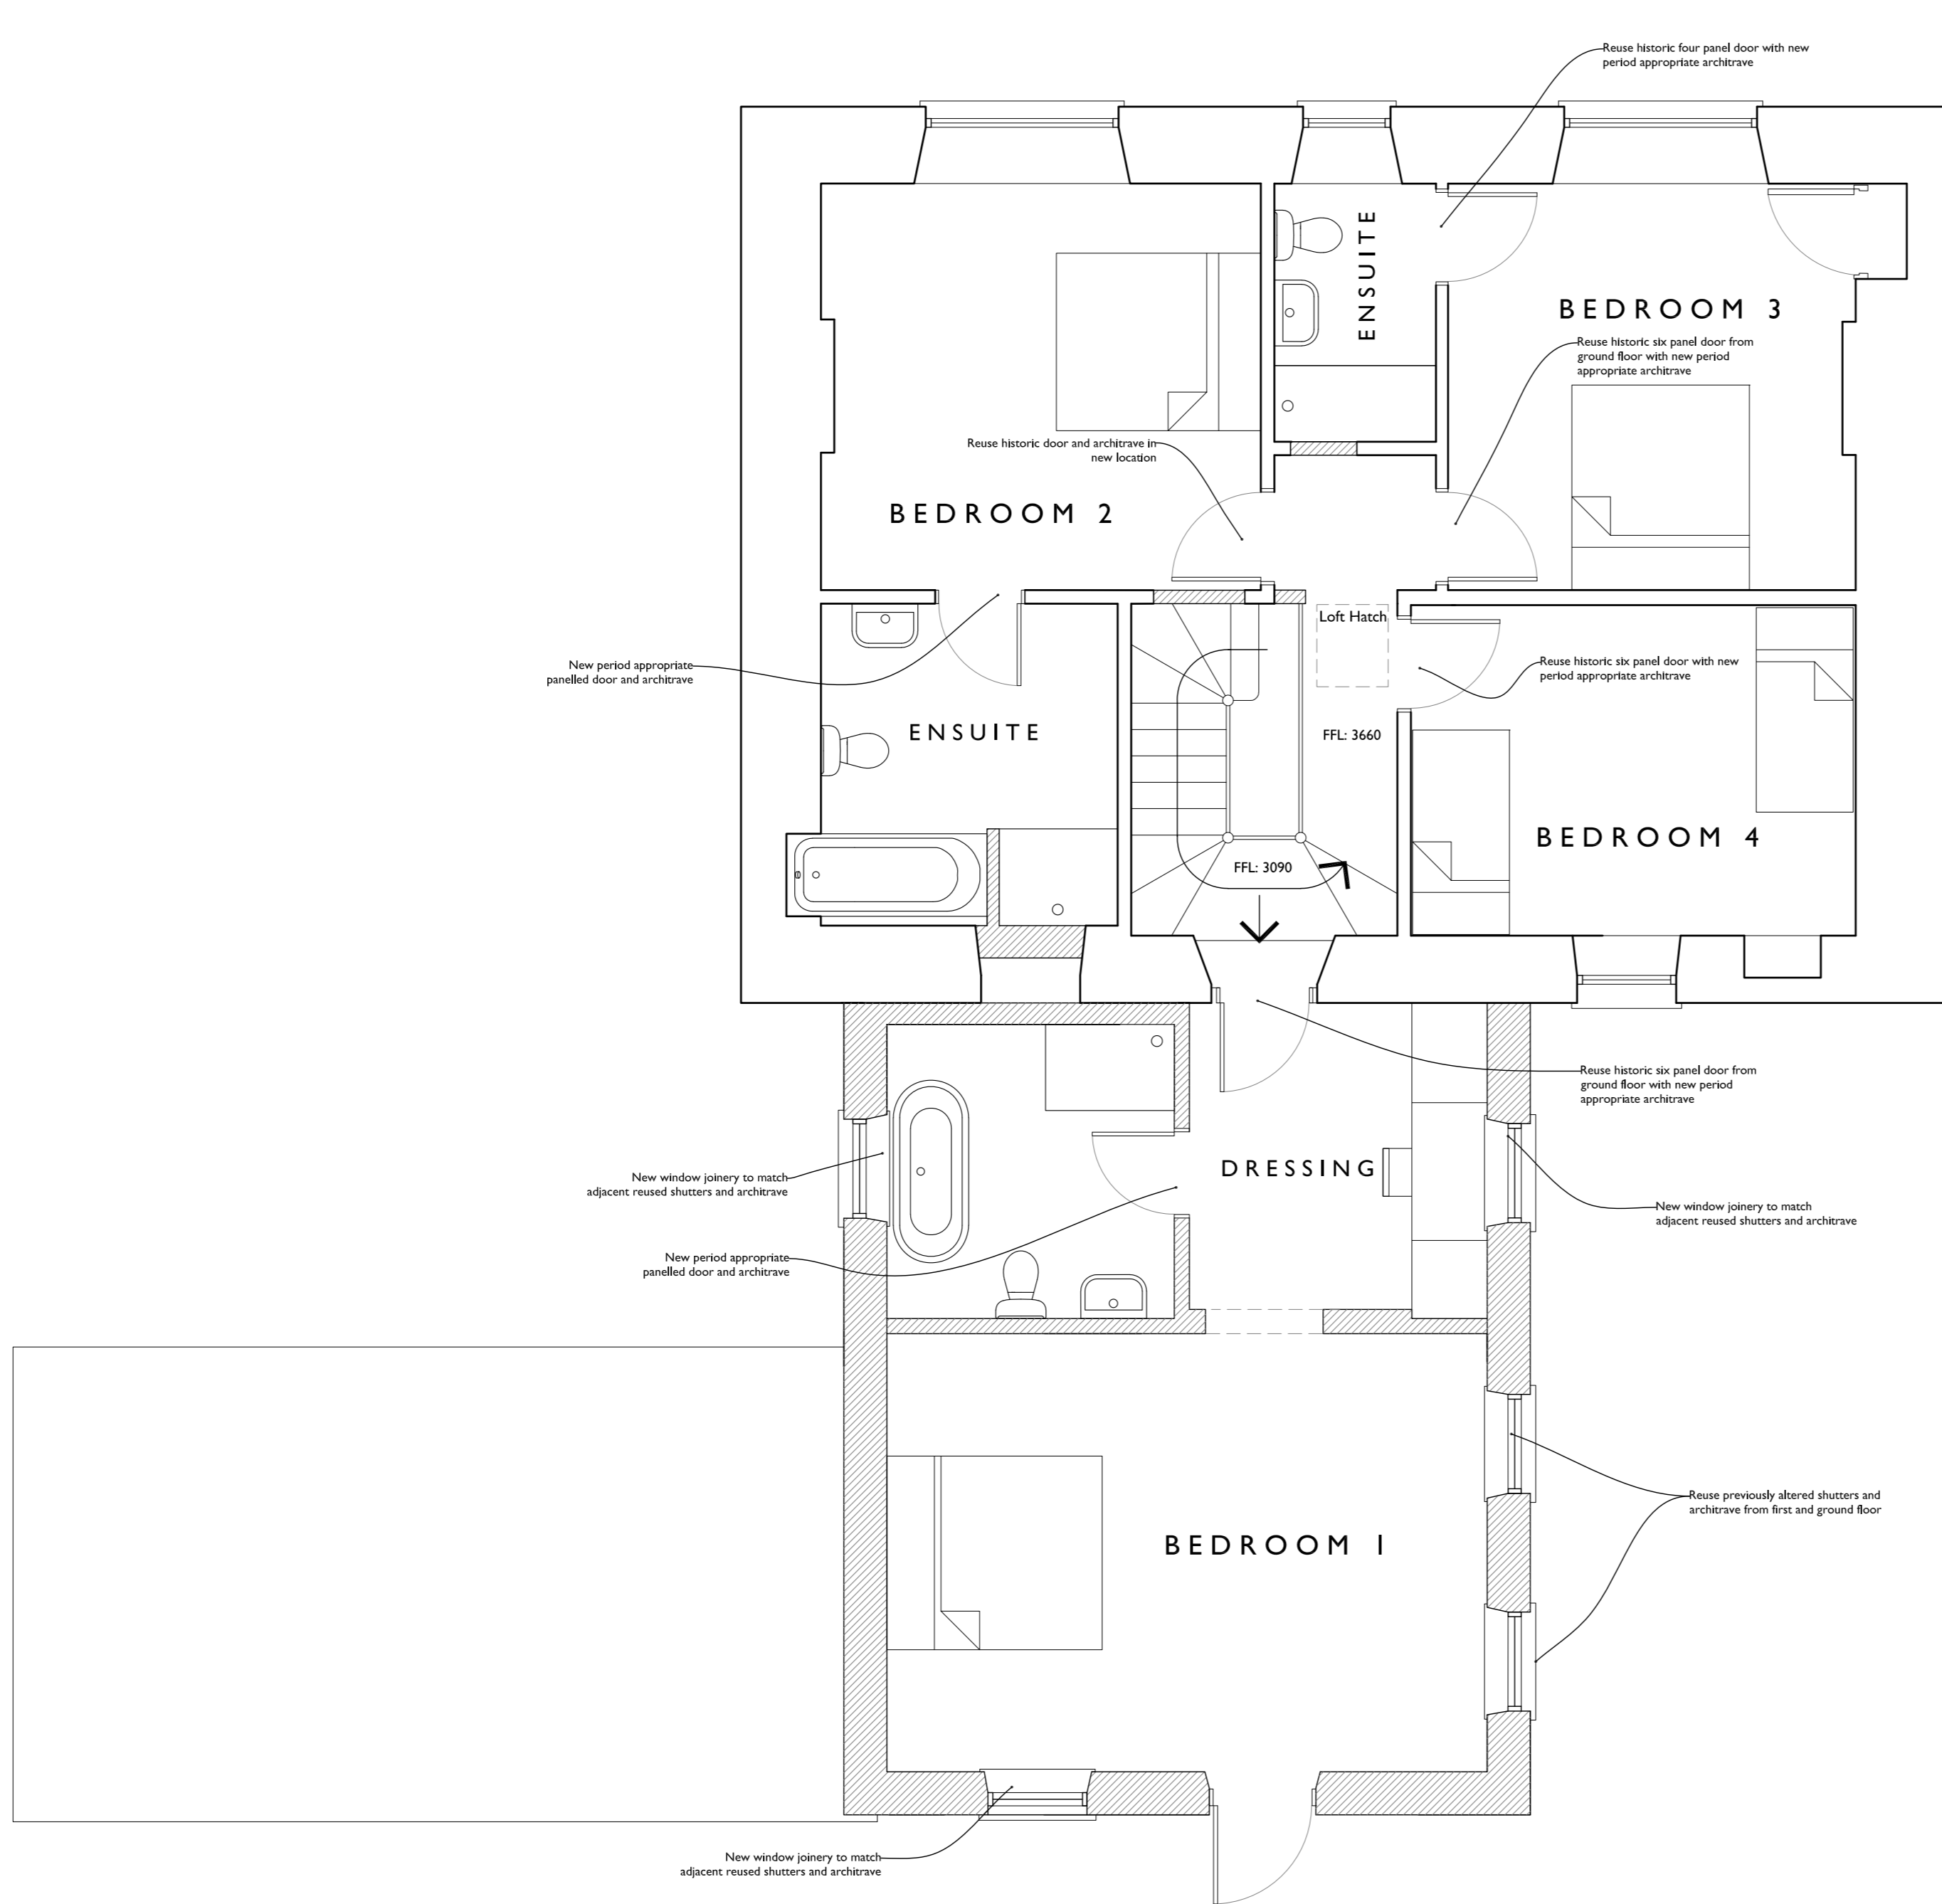 Reuse historic four panel door with new
period appropriate architrave
ENSUITE
BEDROOM 3
Reuse historic six panel door from
ground floor with new period
appropriate architrave
Reuse historic door and architrave in
new location
BEDROOM 2
Loft Hatch
New period appropriate
panelled door and architrave
Reuse historic six panel door with new
period appropriate architrave
ENSUITE
FFL: 3660
BEDROOM 4
FFL: 3090
Reuse historic six panel door from
ground floor with new period
appropriate architrave
DRESSING
New window joinery to match
adjacent reused shutters and architrave
New window joinery to match
adjacent reused shutters and architrave
New period appropriate
panelled door and architrave
Reuse previously altered shutters and
architrave from first and ground floor
BEDROOM 1
New window joinery to match
adjacent reused shutters and architrave